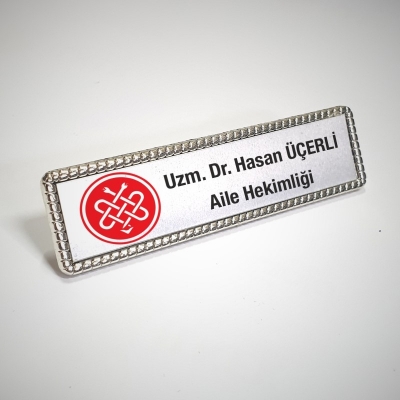 Uzm. Dr. Hasan ÜÇERLİ
Aile Hekimliği